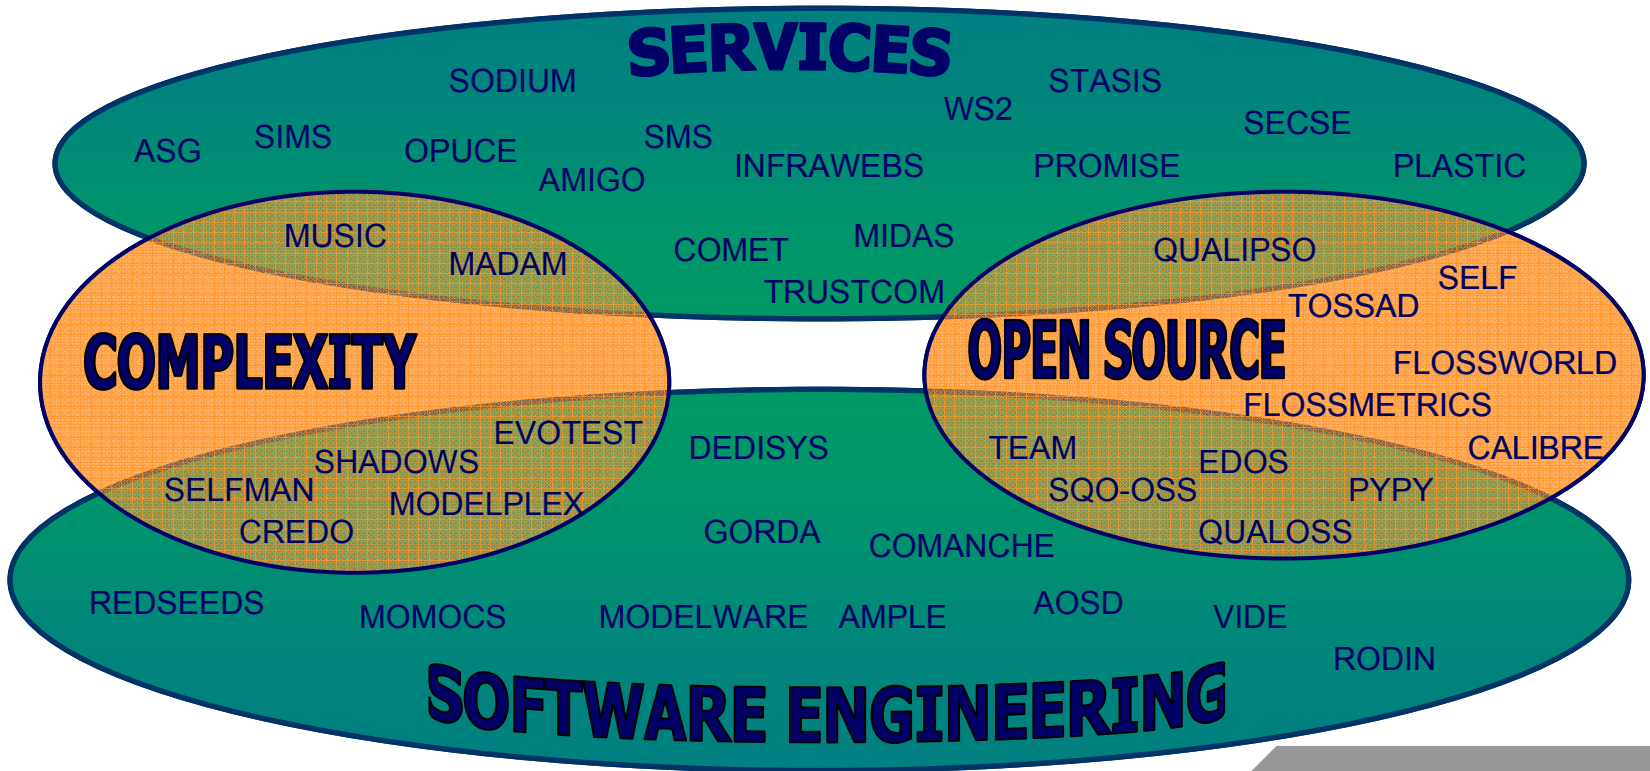 SERVICES
SODIUM
STASIS
WS2
SECSE
ASG
SIMS
OPUCE
SMS
AMIGO
INFRAWEBS
PROMISE
PLASTIC
MUSIC
MADAM
COMET
MIDAS
TRUSTCOM
QUALIPSO
SELF
TOSSAD
COMPLEXITY
OPEN SOURCE
FLOSSWORLD
FLOSSMETRICS
EVOTEST
SHADOWS
SELFMAN
MODELPLEX
CREDO
DEDISYS
TEAM
EDOS
CALIBRE
SQO-OSS
PYPY
QUALOSS
GORDA
COMANCHE
REDSEEDS
MOMOCS
MODELWARE
AMPLE
AOSD
VIDE
RODIN
SOFTWARE ENGINEERING